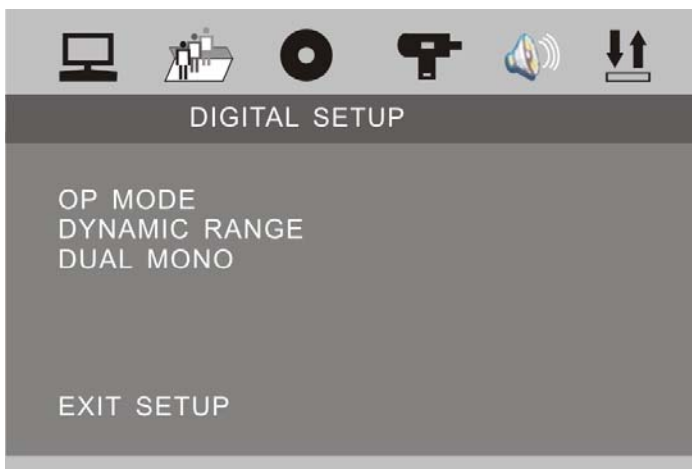 DIGITAL SETUP
OP MODE
DYNAMIC RANGE
DUAL MONO
EXIT SETUP